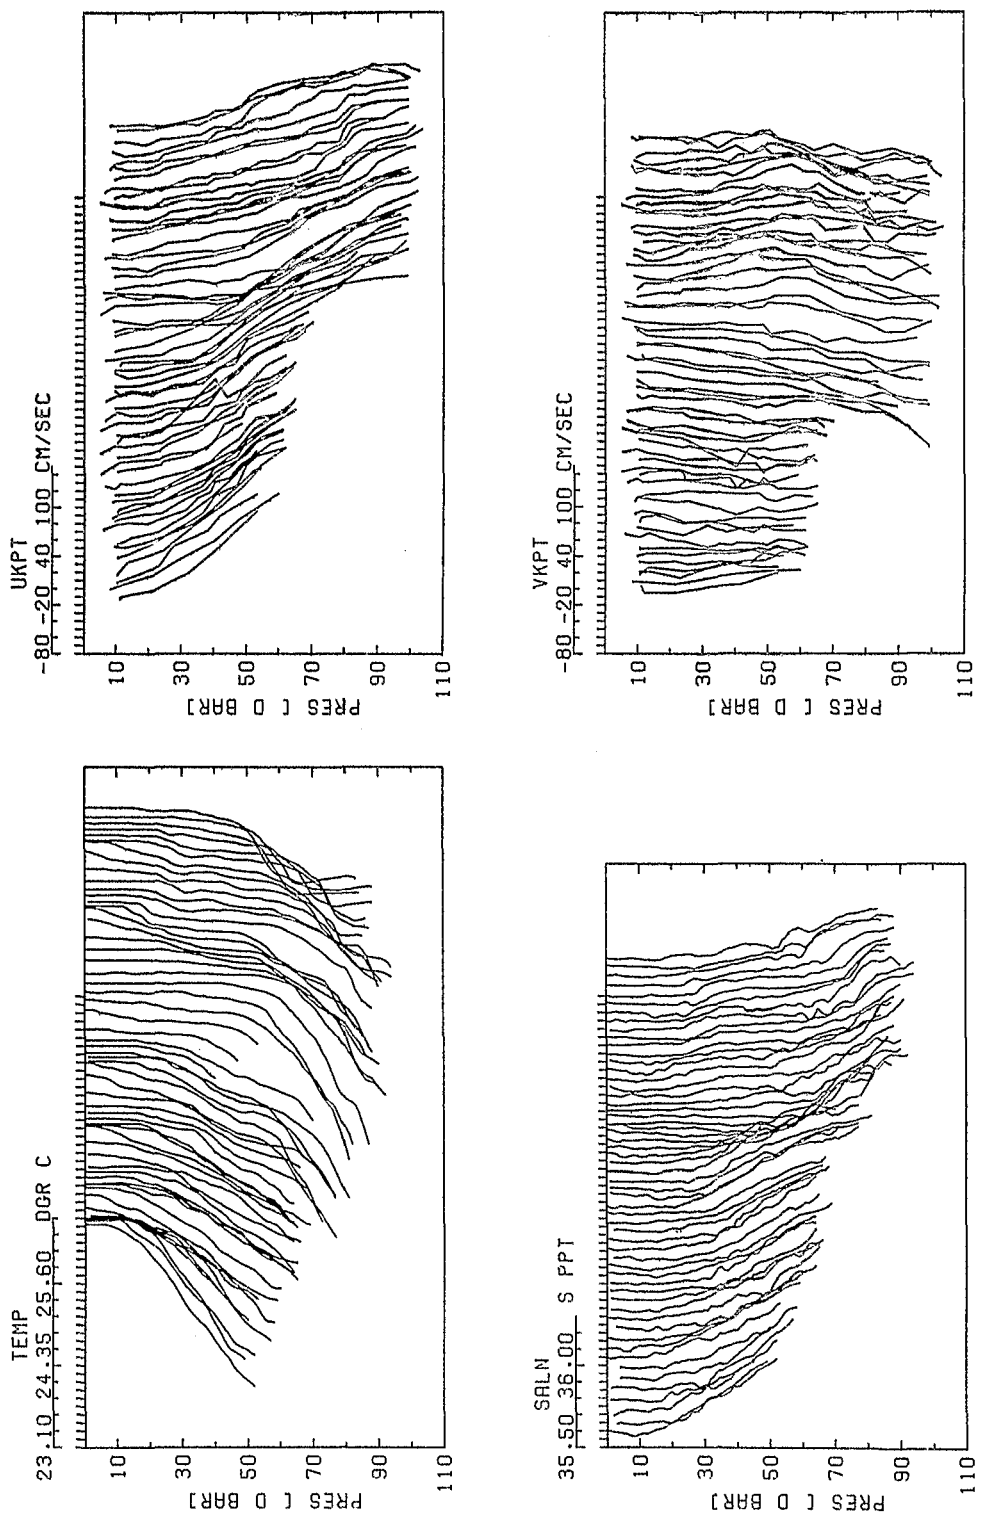 UKPT
-80 -20 40 100 CM/SEC
10
30
50
70
90
110
PRES [ D BAR]
VKPT
-80 -20 40 100 CM/SEC
10
30
50
70
90
110
PRES [ D BAR]
TEMP
23.10 24.35 25.60 DGR C
10
30
50
70
90
110
PRES [ D BAR]
SALN
35.50 36.00 S PPT
10
30
50
70
90
110
PRES [ D BAR]